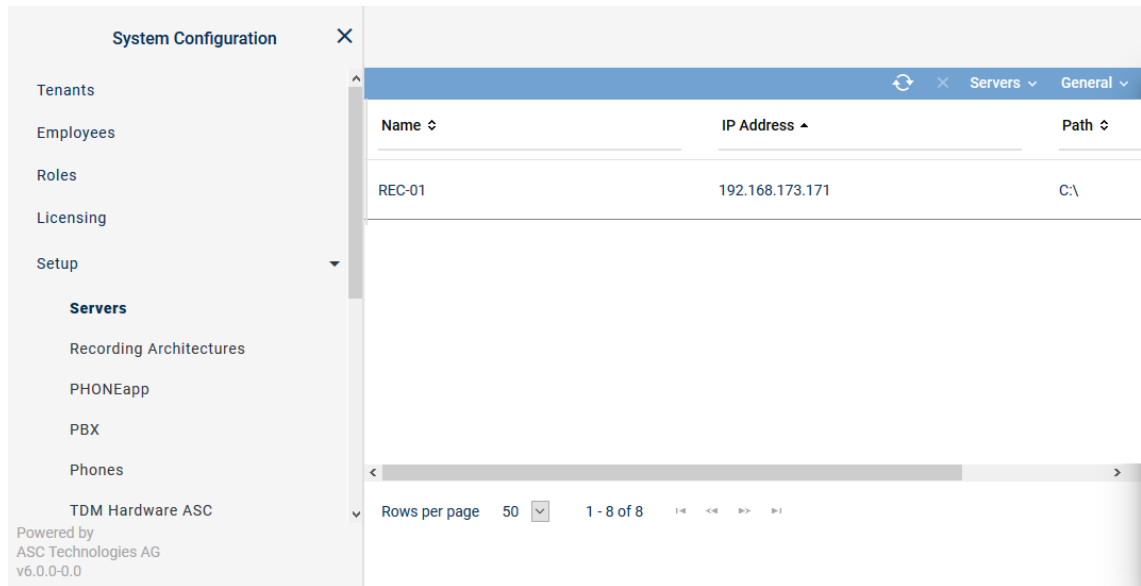 System Configuration
Tenants
Employees
Roles
Licensing
Setup
Servers
Recording Architectures
PHONEapp
PBX
Phones
TDM Hardware ASC
Powered by
ASC Technologies AG
v6.0.0-0.0
Servers General
Name IP Address Path
REC-01 192.168.173.171 C:\
Rows per page 50 1 - 8 of 8